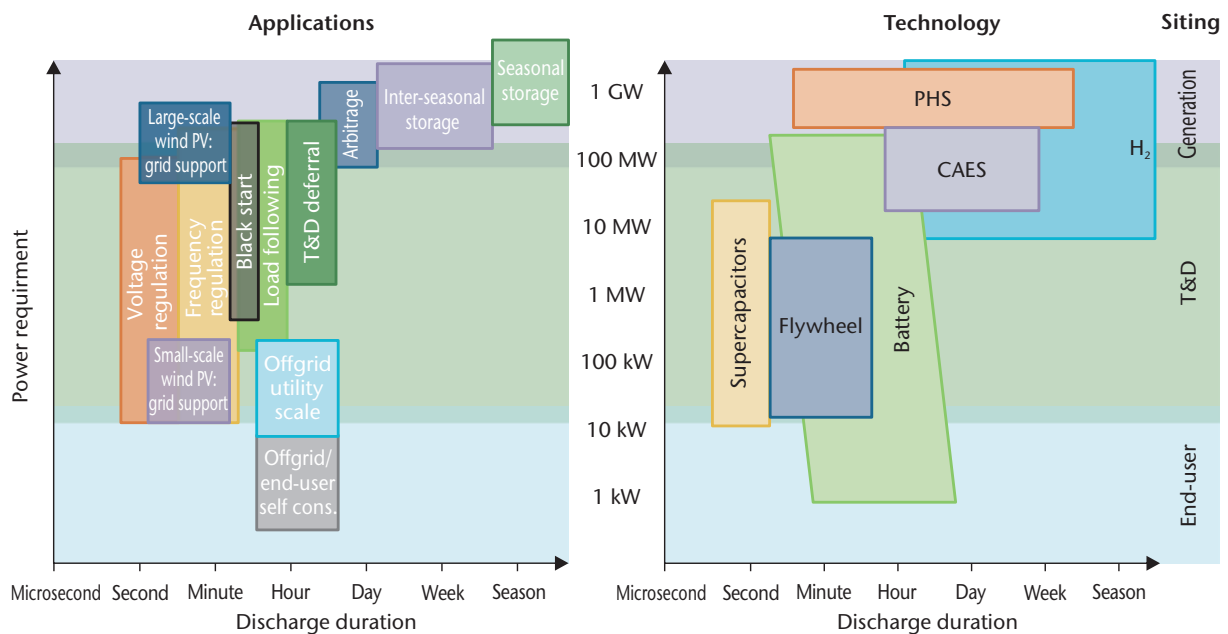 Applications
Technology
Siting
Power requirment
Large-scale
wind PV:
grid support
Voltage
regulation
Frequency
regulation
Small-scale
wind PV:
grid support
Black start
Load following
T&D deferral
Arbitrage
Inter-seasonal
storage
Seasonal
storage
Offgrid
utility
scale
Offgrid/
end-user
self cons.
Microsecond
Second
Minute
Hour
Day
Week
Season
Discharge duration
1 GW
100 MW
10 MW
1 MW
100 kW
10 kW
1 kW
PHS
H2
CAES
Supercapacitors
Flywheel
Battery
Microsecond
Second
Minute
Hour
Day
Week
Season
Discharge duration
Generation
T&D
End-user